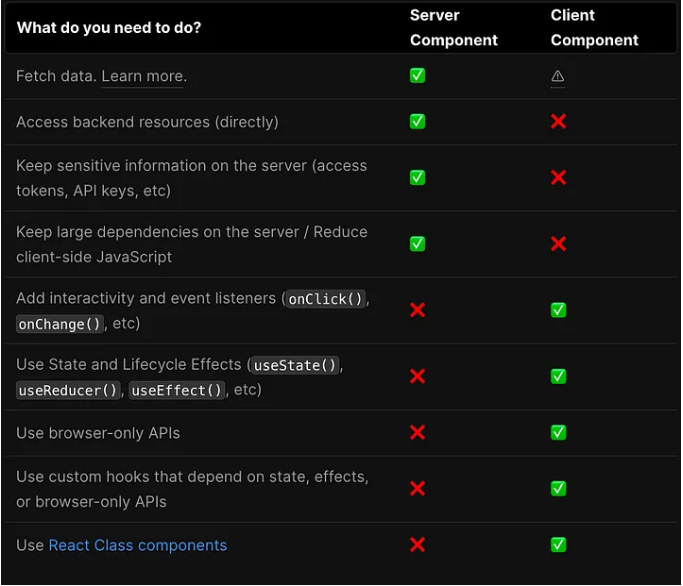 What do you need to do?
Server
Component
Client
Component
Fetch data. Learn more.
Access backend resources (directly)
Keep sensitive information on the server (access
tokens, API keys, etc)
Keep large dependencies on the server / Reduce
client-side JavaScript
Add interactivity and event listeners (onClick(),
onChange(), etc)
Use State and Lifecycle Effects (useState(),
useReducer(), useEffect(), etc)
Use browser-only APIs
Use custom hooks that depend on state, effects,
or browser-only APIs
Use React Class components